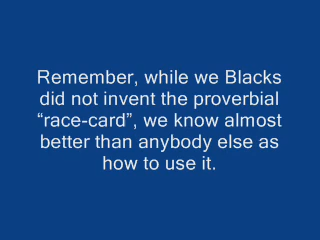 Remember, while we Blacks
did not invent the proverbial
“race-card”, we know almost
better than anybody else as
how to use it.